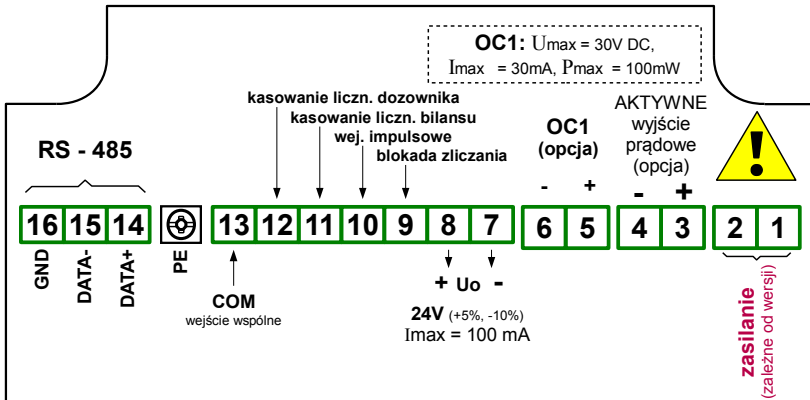 OC1: Umax = 30V DC,
Imax = 30mA, Pmax = 100mW
kasowanie liczn. dozownika
kasowanie liczn. bilansu
wej. impulsowe
blokada zliczania
RS - 485
OC1
(opcja)
- +
AKTYWNE
wyjście
prądowe
(opcja)
- +
!
16 15 14 13 12 11 10 9 8 7 6 5 4 3 2 1
GND
DATA-
DATA+
PE
COM
wejście wspólne
+ Uo -
24V (+5%, -10%)
Imax = 100 mA
zasilanie
(zależne od wersji)